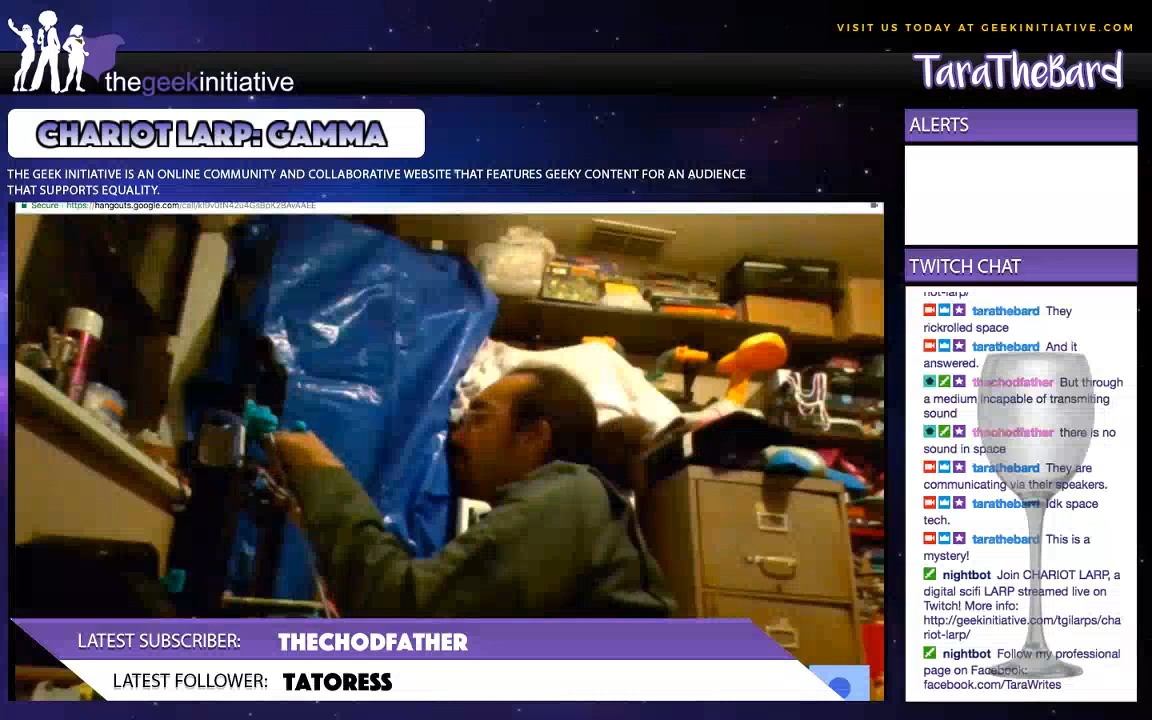 VISIT US TODAY AT GEEKINITIATIVE.COM
thegeekinitiative
TaraTheBard
CHARIOT LARP: GAMMA
THE GEEK INITIATIVE IS AN ONLINE COMMUNITY AND COLLABORATIVE WEBSITE THAT FEATURES GEEKY CONTENT FOR AN AUDIENCE
THAT SUPPORTS EQUALITY.
Secure
LATEST SUBSCRIBER: THECHODFATHER
LATEST FOLLOWER: TATORESS
ALERTS
TWITCH CHAT
riot-larp/
tarathebard They
rickrolled space
tarathebard And it
answered.
thechodfather But through
a medium incapable of transmiting
sound
thechodfather there is no
sound in space
tarathebard They are
communicating via their speakers.
tarathebard Idk space
tech.
tarathebard This is a
mystery!
nightbot Join CHARIOT LARP, a
digital scifi LARP streamed live on
Twitch! More info:
http://geekinitiative.com/tgilarps/cha
riot-larp/
nightbot Follow my professional
page on Facebook:
facebook.com/TaraWrites